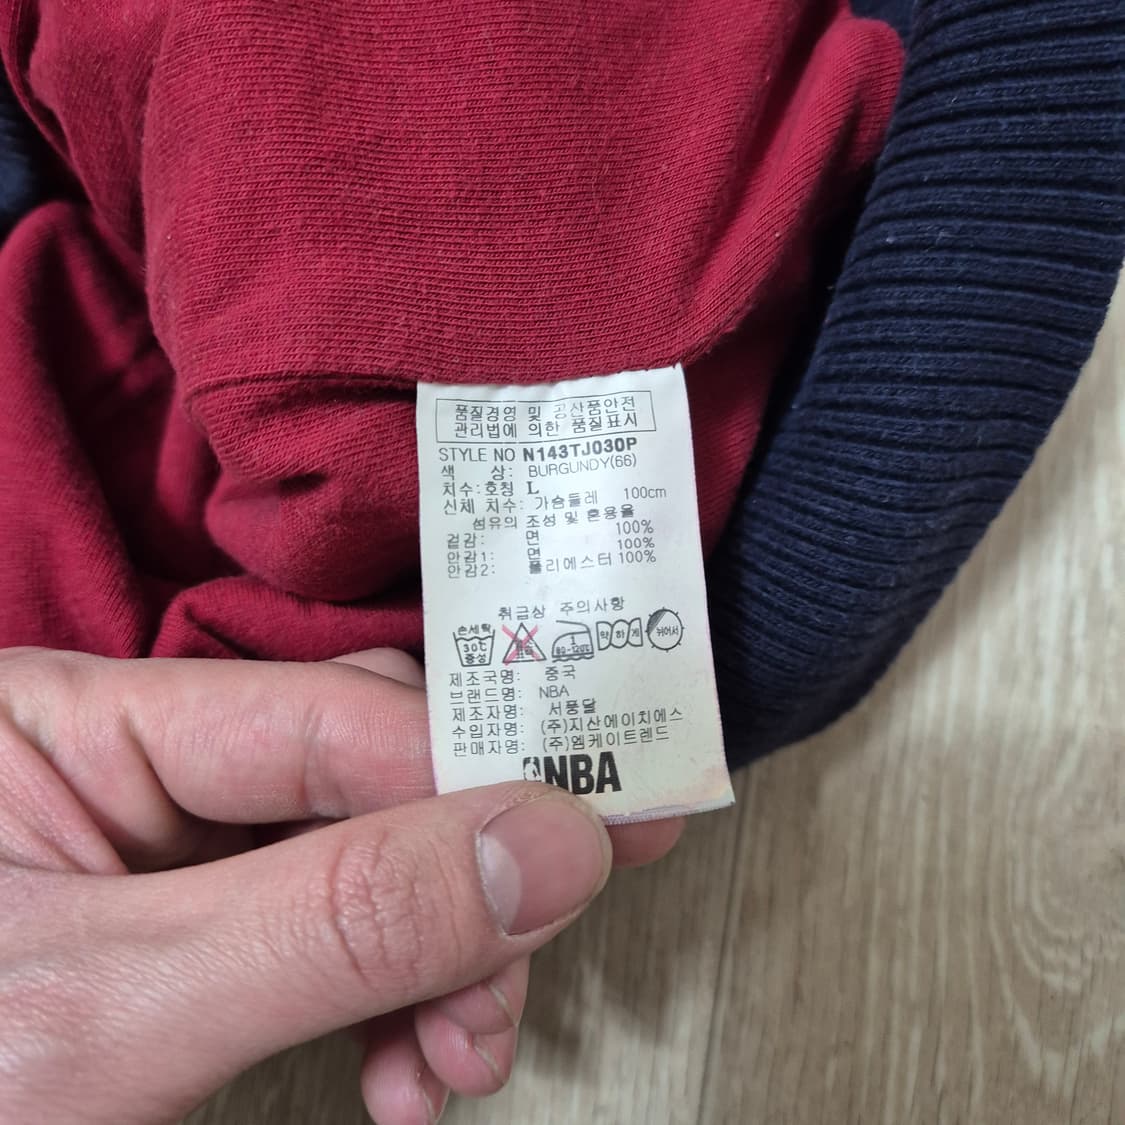 품질경영 및 공산품안전
관리법에 의한 품질표시
STYLE NO N143TJ030P
색 상: BURGUNDY(66)
치수:호칭 L
신체 치수: 가슴둘레 100cm
섬유의 조성 및 혼용율
겉감: 면 100%
안감1: 면 100%
안감2: 폴리에스터 100%
취급상 주의사항
손세탁 30℃ 중성 80~120℃ 약하게 뉘어서
제조국명: 중국
브랜드명: NBA
제조자명: 서풍달
수입자명: (주)지산에이치에스
판매자명: (주)엠케이트렌드
NBA